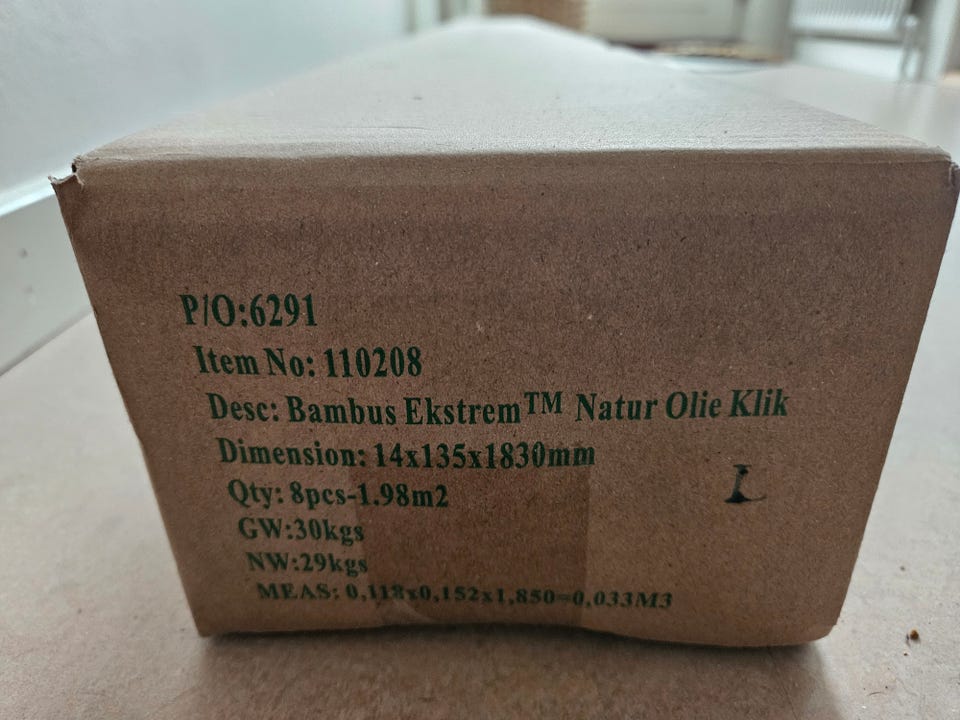 P/O:6291
Item No: 110208
Desc: Bambus Ekstrem™ Natur Olie Klik
Dimension: 14x135x1830mm
Qty: 8pcs-1.98m2
GW:30kgs
NW:29kgs
MEAS: 0,118x0,152x1,850=0,033M3
L